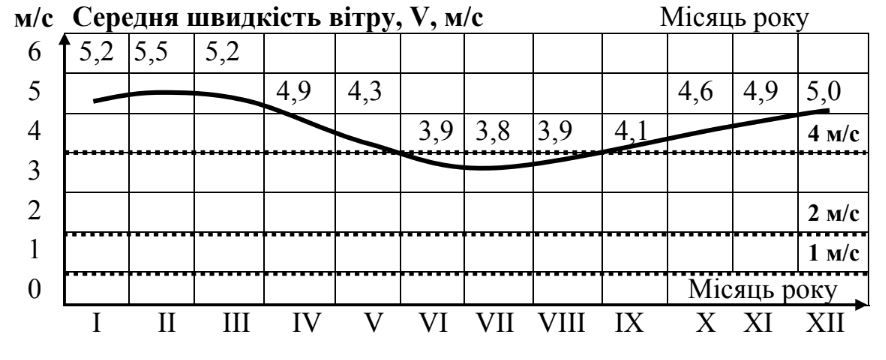 м/с Середня швидкість вітру, V, м/с Місяць року
6 5,2 5,5 5,2
5 4,9 4,3 4,6 4,9 5,0
4 3,9 3,8 3,9 4,1 4 м/с
3
2 2 м/с
1 1 м/с
0 Місяць року
I II III IV V VI VII VIII IX X XI XII